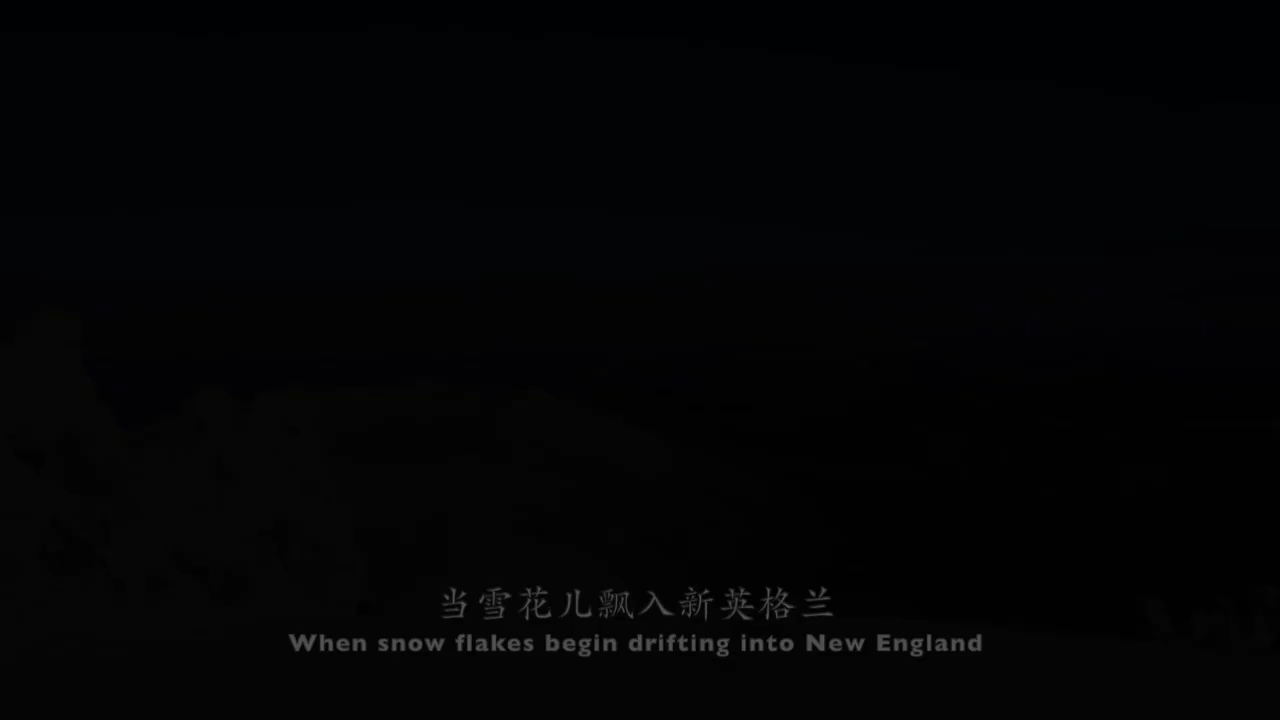 当雪花儿飘入新英格兰
When snow flakes begin drifting into New England